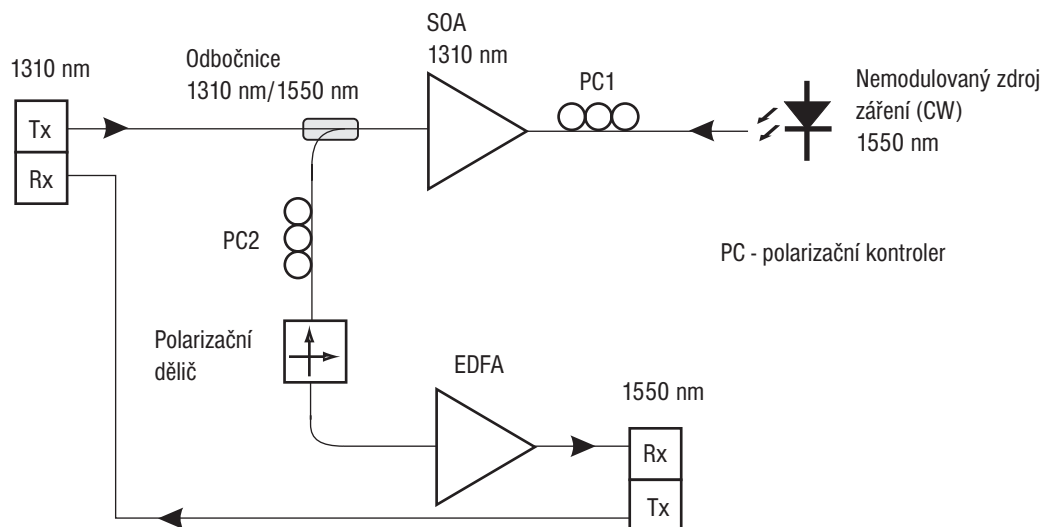 SOA
1310 nm
Odbočnice
1310 nm/1550 nm
1310 nm
PC1
Nemodulovaný zdroj
záření (CW)
1550 nm
Tx
Rx
PC2
PC - polarizační kontroler
Polarizační
dělič
EDFA
1550 nm
Rx
Tx